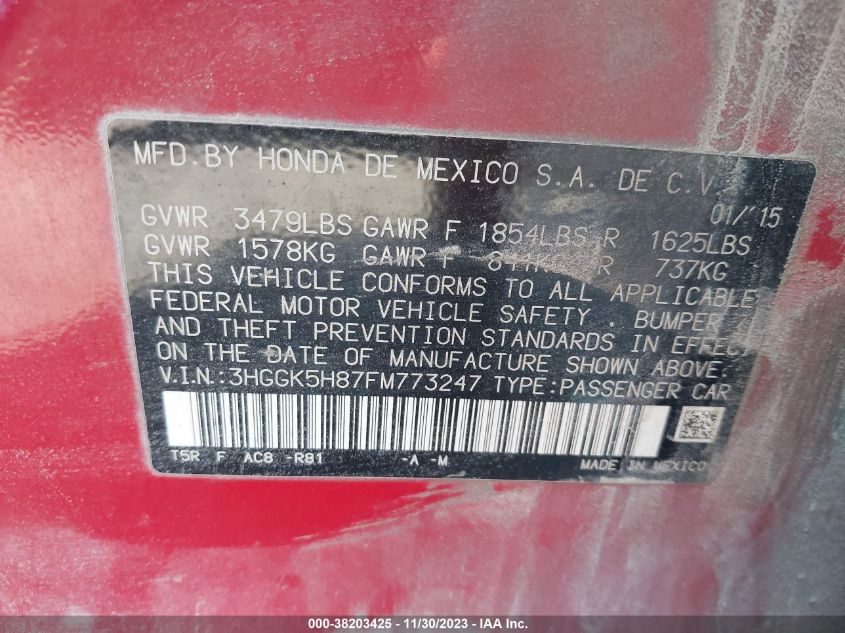 MFD. BY HONDA DE MEXICO S.A. DE C.V.
01/'15
GVWR 3479LBS GAWR F 1854LBS R 1625LBS
GVWR 1578KG GAWR F 841KG R 737KG
THIS VEHICLE CONFORMS TO ALL APPLICABLE
FEDERAL MOTOR VEHICLE SAFETY , BUMPER ,
AND THEFT PREVENTION STANDARDS IN EFFECT
ON THE DATE OF MANUFACTURE SHOWN ABOVE.
V.I.N.:3HGGK5H87FM773247 TYPE:PASSENGER CAR
T5R F AC8 -R81 -A -M
MADE IN MEXICO
000-38203425 - 11/30/2023 - IAA Inc.